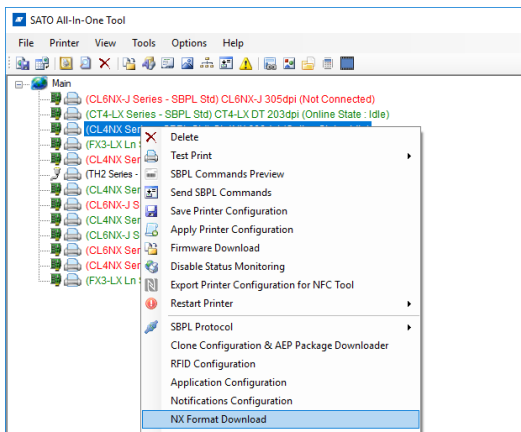 SATO All-In-One Tool
File Printer View Tools Options Help
Main
(CL6NX-J Series - SBPL Std) CL6NX-J 305dpi (Not Connected)
(CT4-LX Series - SBPL Std) CT4-LX DT 203dpi (Online State : Idle)
(CL4NX Ser
(FX3-LX Ln
(CL4NX Ser
(TH2 Series -
(CL4NX Ser
(CL6NX-J S
(CL4NX Ser
(CL6NX-J S
(CL6NX Ser
(CL4NX Ser
(FX3-LX Ln
Delete
Test Print
SBPL Commands Preview
Send SBPL Commands
Save Printer Configuration
Apply Printer Configuration
Firmware Download
Disable Status Monitoring
Export Printer Configuration for NFC Tool
Restart Printer
SBPL Protocol
Clone Configuration & AEP Package Downloader
RFID Configuration
Application Configuration
Notifications Configuration
NX Format Download